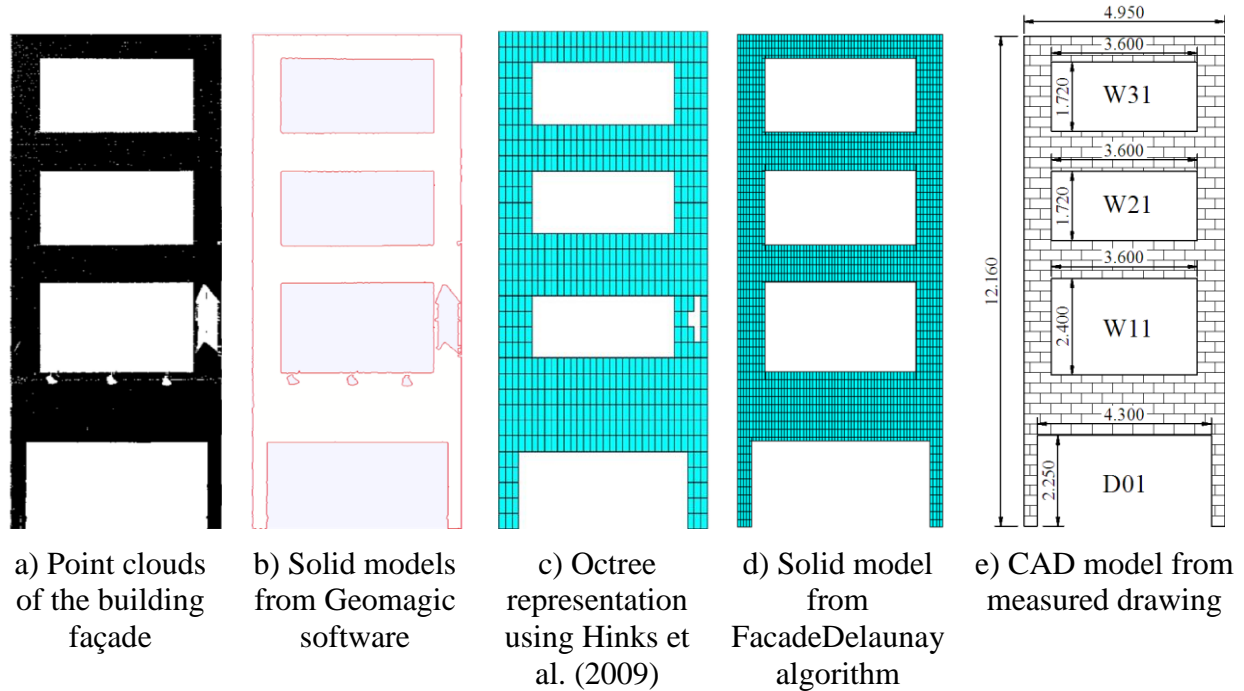 4.950
3.600
1.720
W31
3.600
1.720
W21
3.600
12.160
2.400
W11
4.300
2.250
D01
a) Point clouds
of the building
façade
b) Solid models
from Geomagic
software
c) Octree
representation
using Hinks et
al. (2009)
d) Solid model
from
FacadeDelaunay
algorithm
e) CAD model from
measured drawing